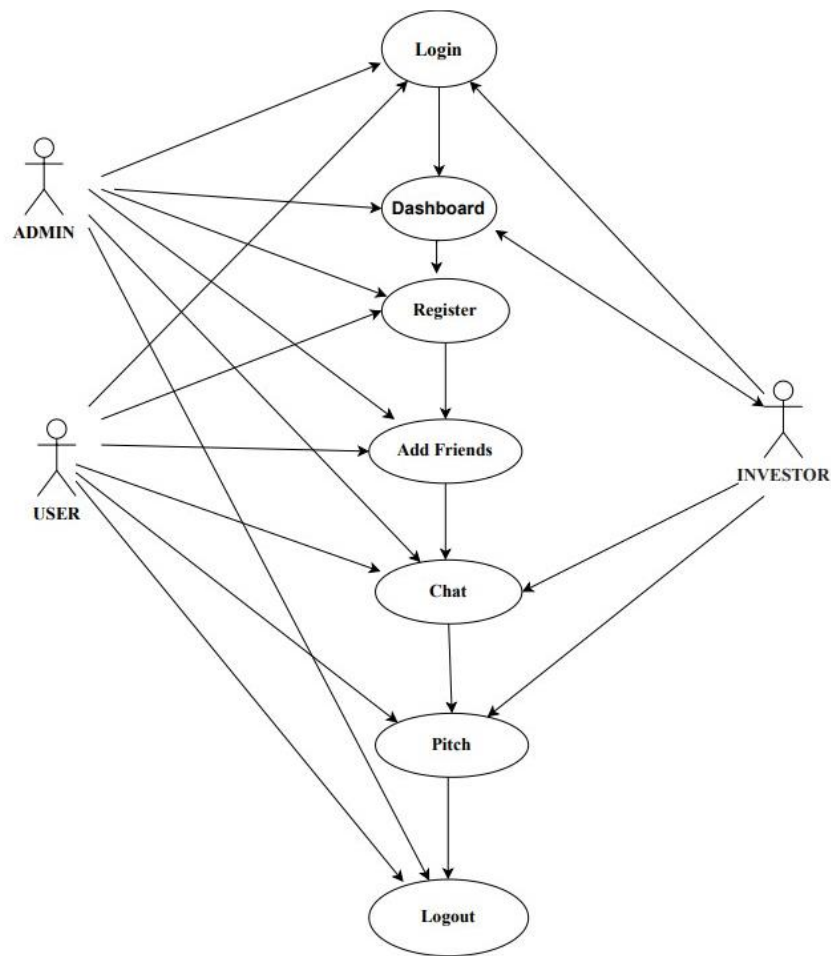 Login
ADMIN
Dashboard
Register
Add Friends
USER
INVESTOR
Chat
Pitch
Logout